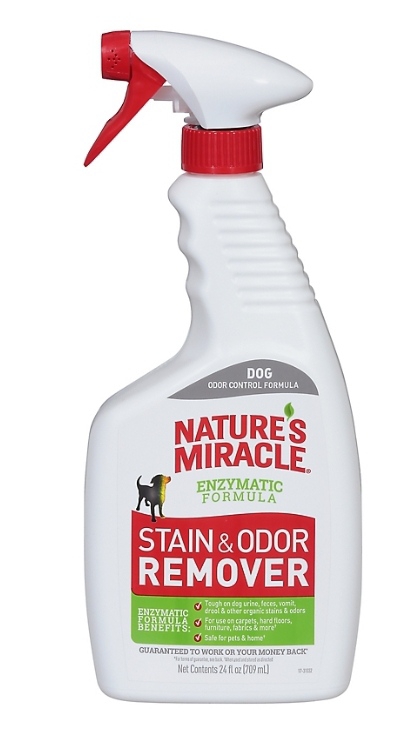 DOG
ODOR CONTROL FORMULA
NATURE'S
MIRACLE®
ENZYMATIC
FORMULA
STAIN & ODOR
REMOVER
ENZYMATIC
FORMULA
BENEFITS:
Tough on dog urine, feces, vomit,
drool & other organic stains & odors
For use on carpets, hard floors,
furniture, fabrics & more†
Safe for pets & home†
GUARANTEED TO WORK OR YOUR MONEY BACK*
Net Contents 24 fl oz (709 mL)